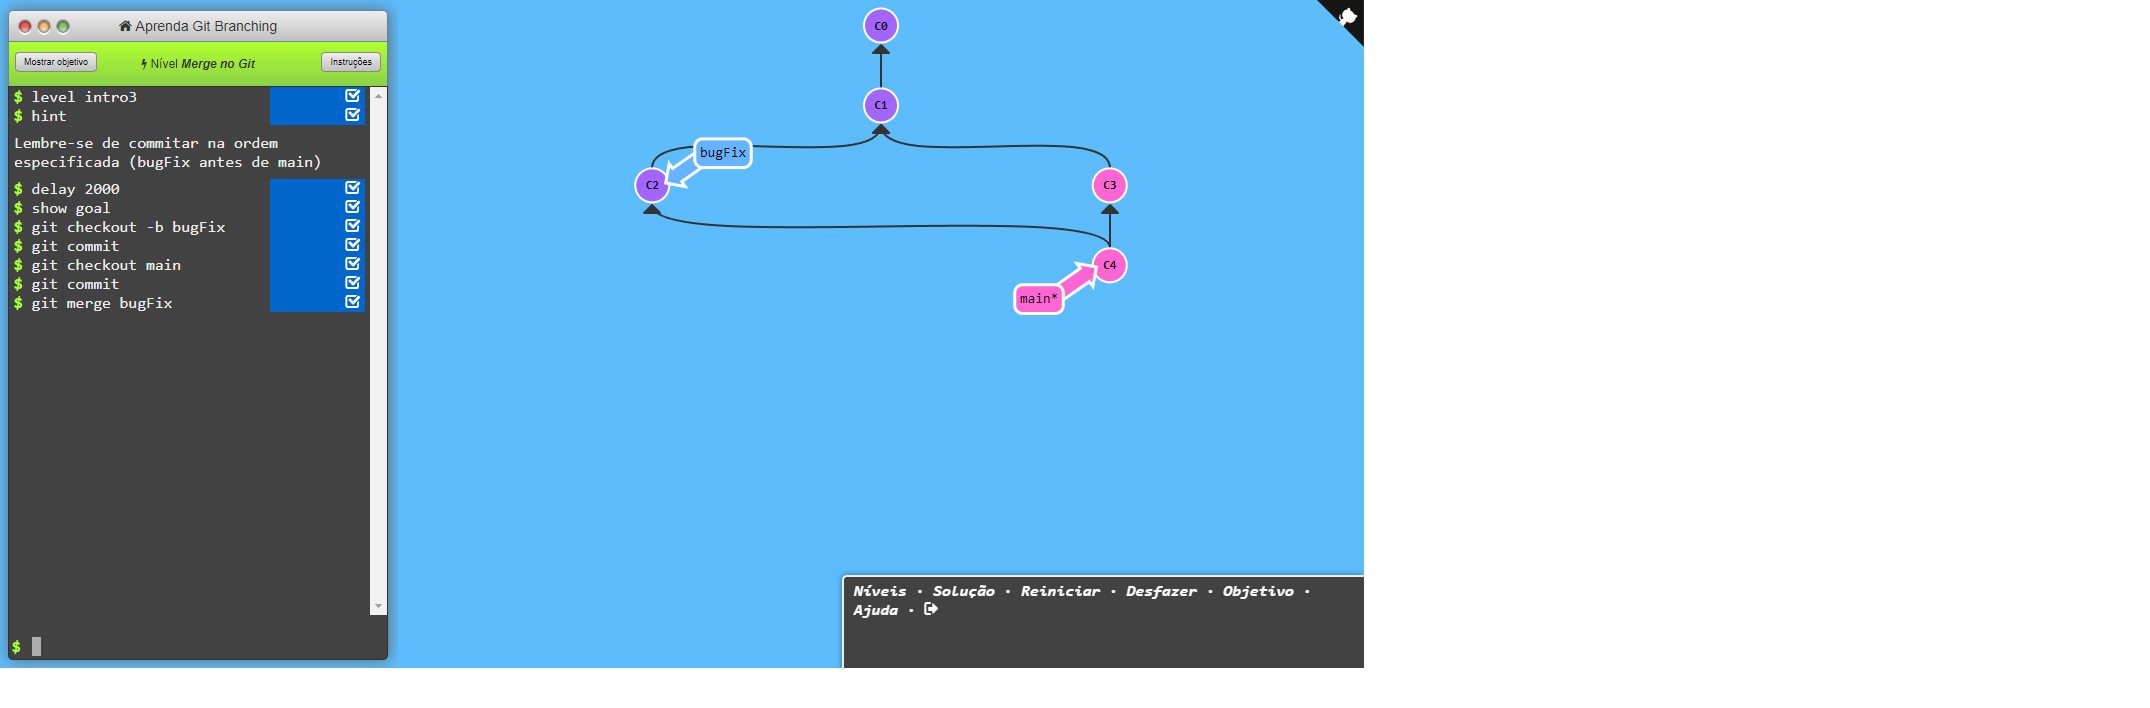 Aprenda Git Branching
Mostrar objetivo
Nível Merge no Git
Instruções
$ level intro3
$ hint
Lembre-se de commitar na ordem
especificada (bugFix antes de main)
$ delay 2000
$ show goal
$ git checkout -b bugFix
$ git commit
$ git checkout main
$ git commit
$ git merge bugFix
$
C0
C1
bugFix
C2
C3
C4
main*
Níveis · Solução · Reiniciar · Desfazer · Objetivo ·
Ajuda ·